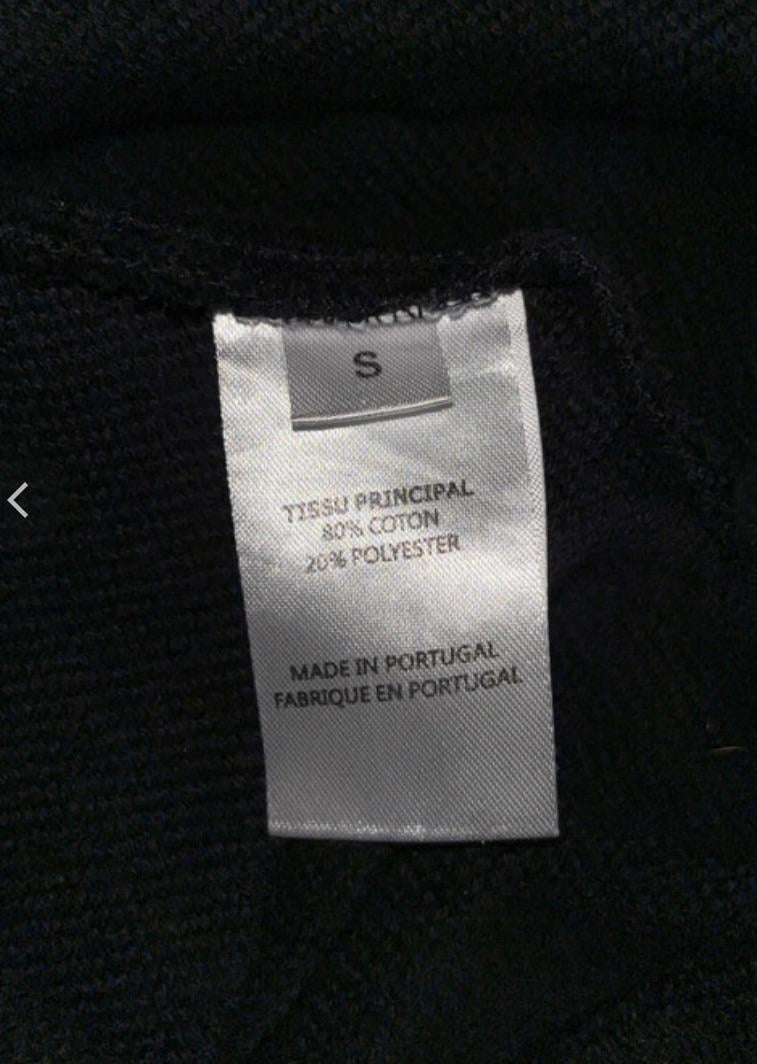 S
TISSU PRINCIPAL
80% COTON
20% POLYESTER
MADE IN PORTUGAL
FABRIQUE EN PORTUGAL